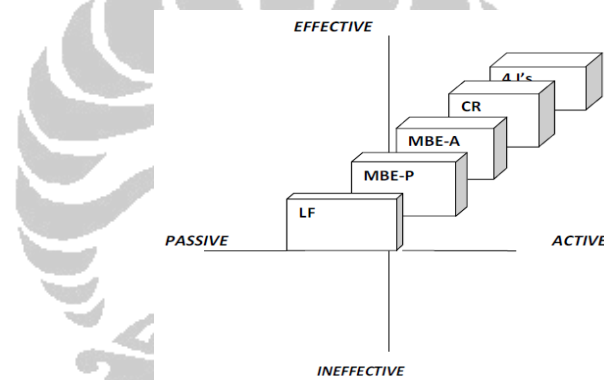 EFFECTIVE
4 I's
CR
MBE-A
MBE-P
LF
PASSIVE
ACTIVE
INEFFECTIVE